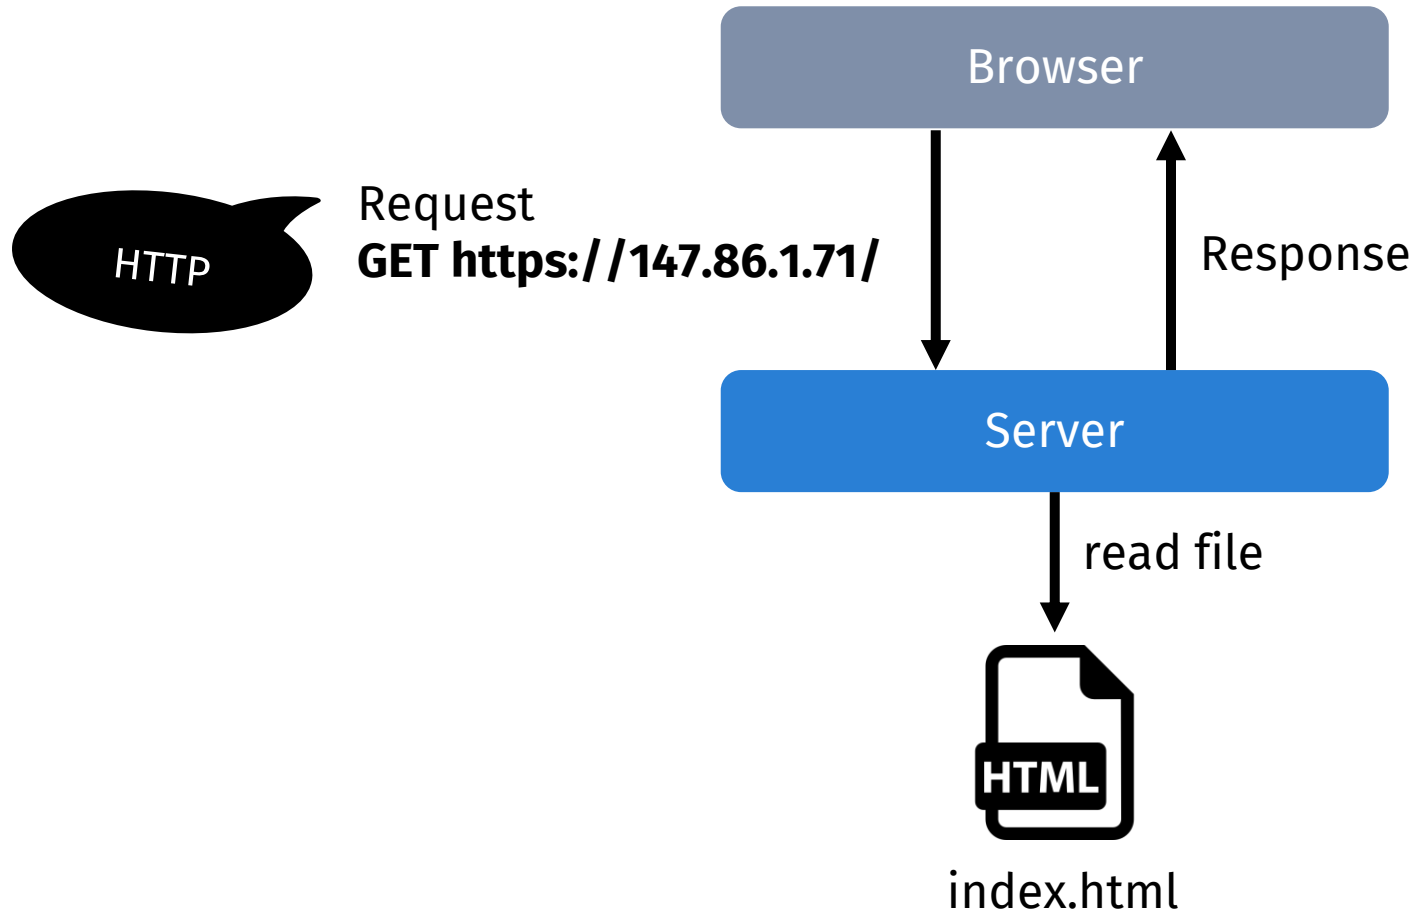 Browser
HTTP
Request
GET https://147.86.1.71/
Response
Server
read file
HTML
index.html